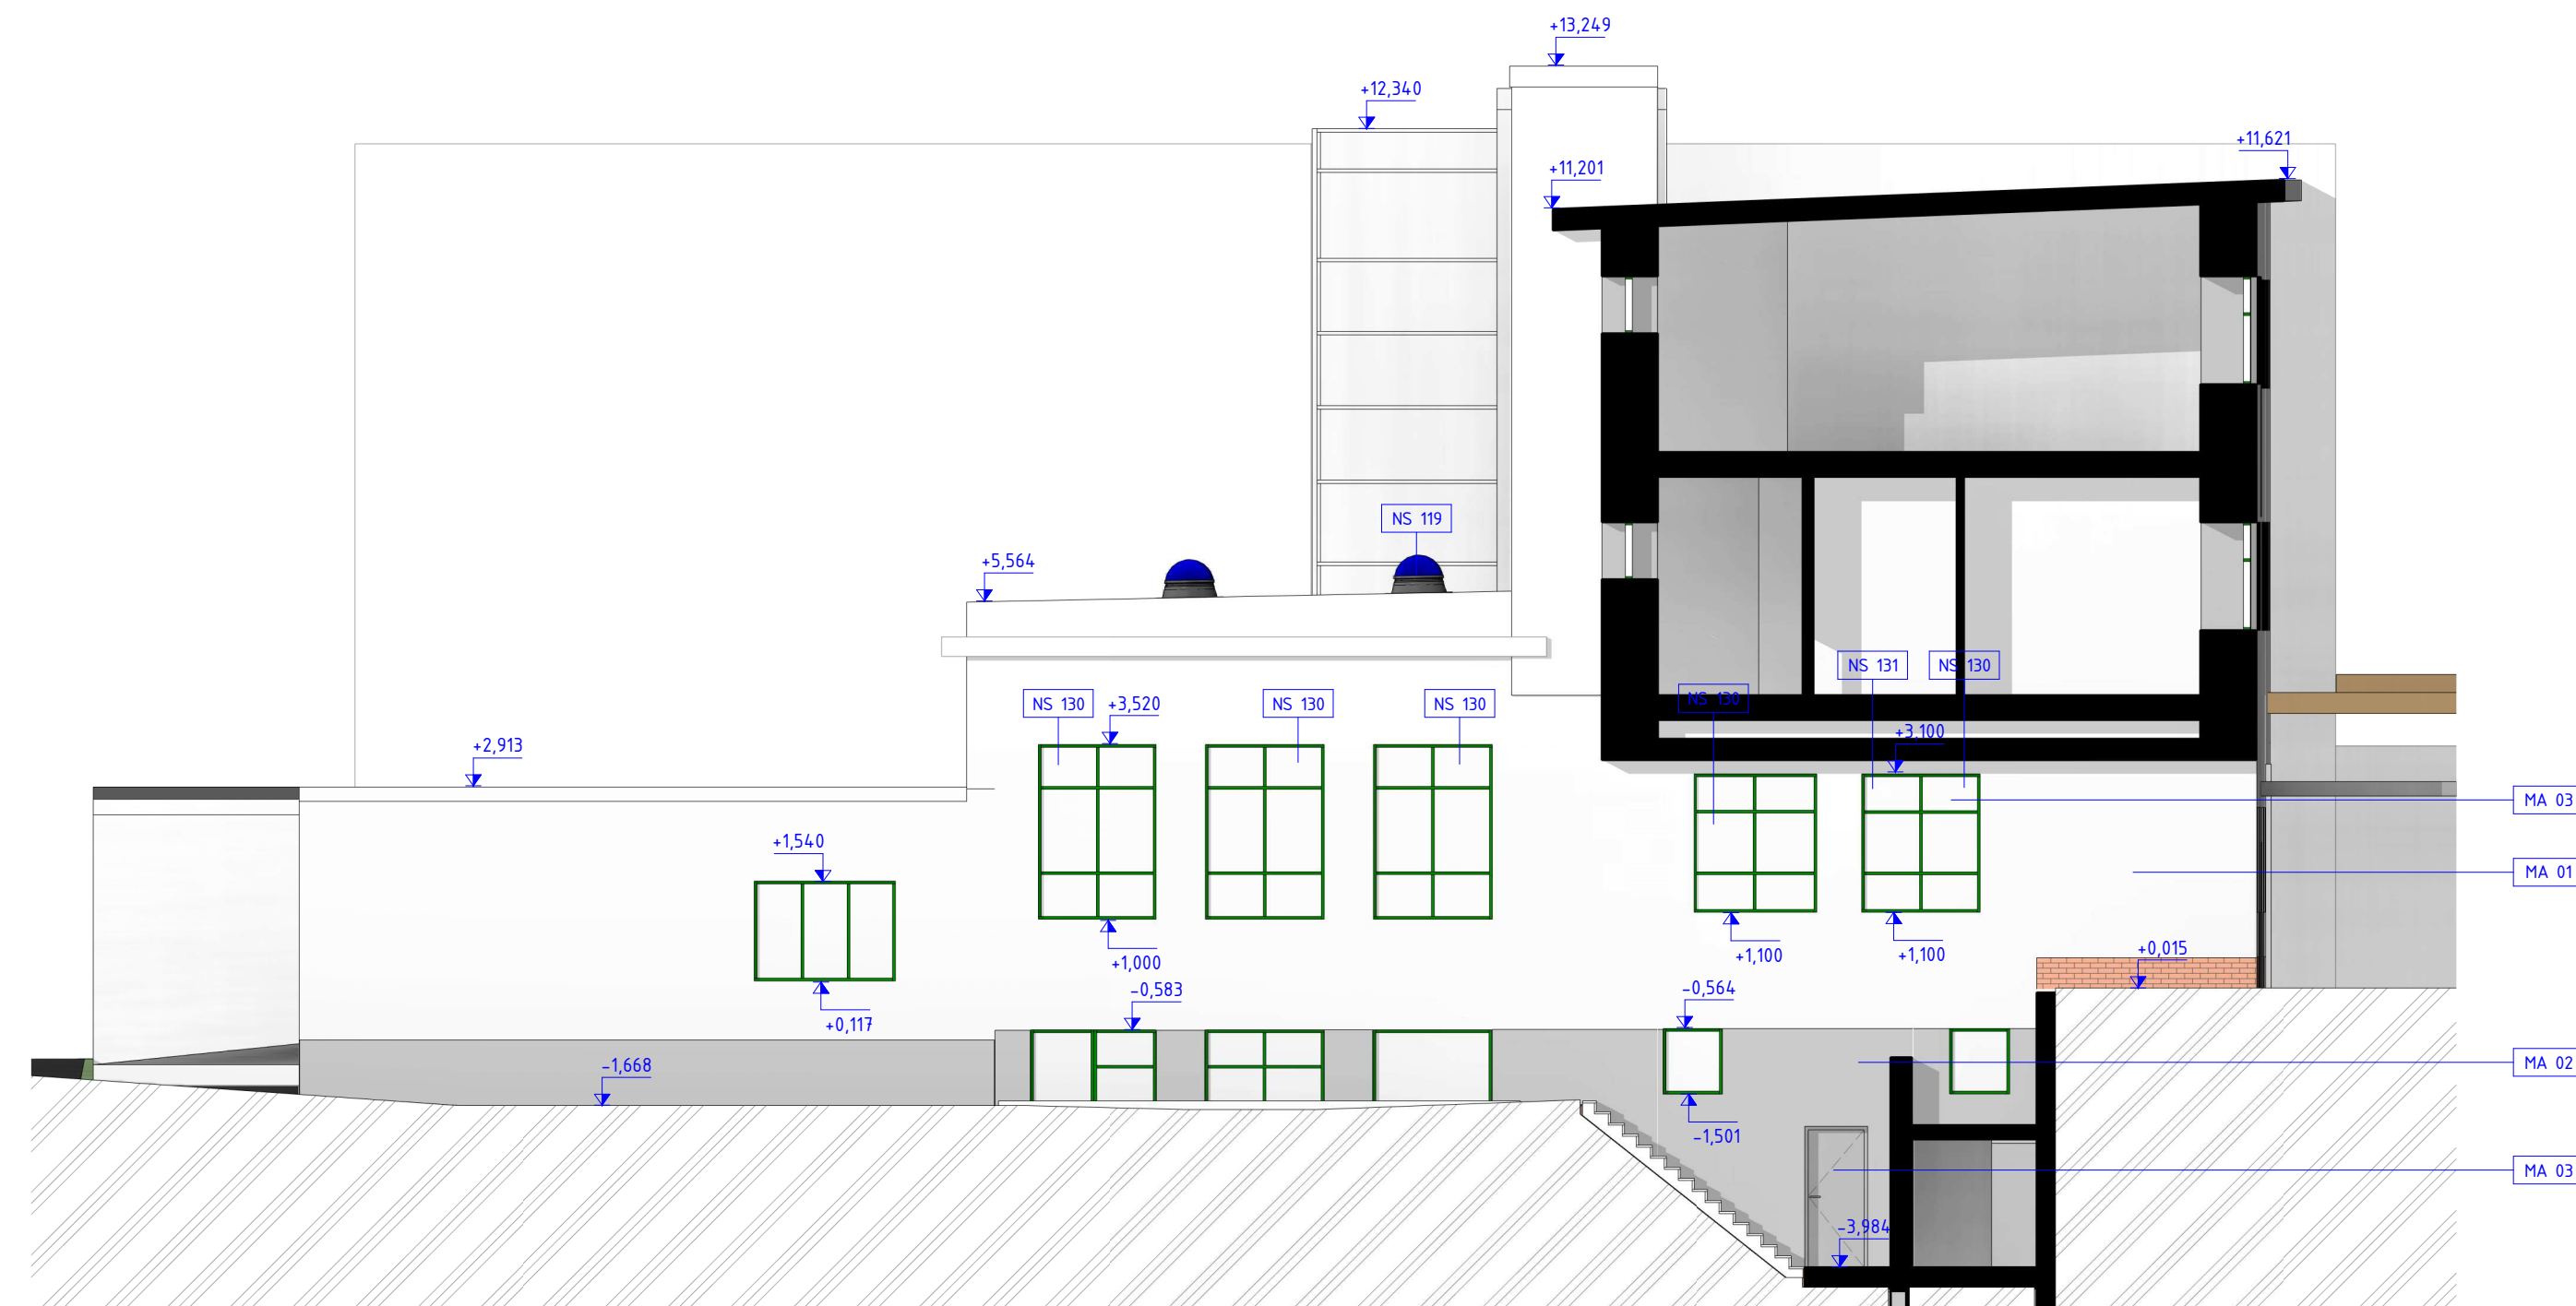 +13,249
+12,340
+11,621
+11,201
NS 119
+5,564
NS 131
NS 130
NS 130
NS 130
NS 130
NS 130
+3,520
+3,100
+2,913
MA 03
+1,540
MA 01
+0,015
+1,100
+1,100
+1,000
-0,583
-0,564
+0,117
-1,668
MA 02
-1,501
MA 03
-3,984